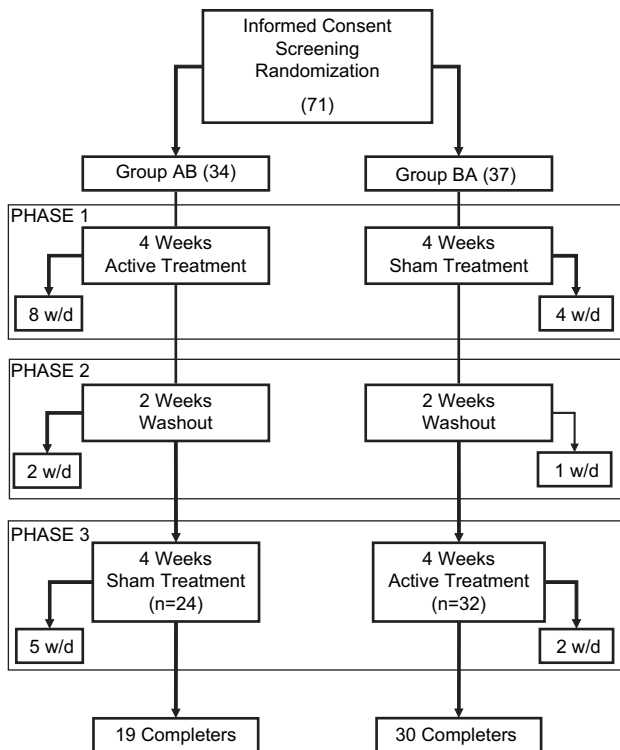 Informed Consent
Screening
Randomization
(71)
Group AB (34)
Group BA (37)
PHASE 1
4 Weeks
Active Treatment
4 Weeks
Sham Treatment
8 w/d
4 w/d
PHASE 2
2 Weeks
Washout
2 Weeks
Washout
2 w/d
1 w/d
PHASE 3
4 Weeks
Sham Treatment
(n=24)
4 Weeks
Active Treatment
(n=32)
5 w/d
2 w/d
19 Completers
30 Completers